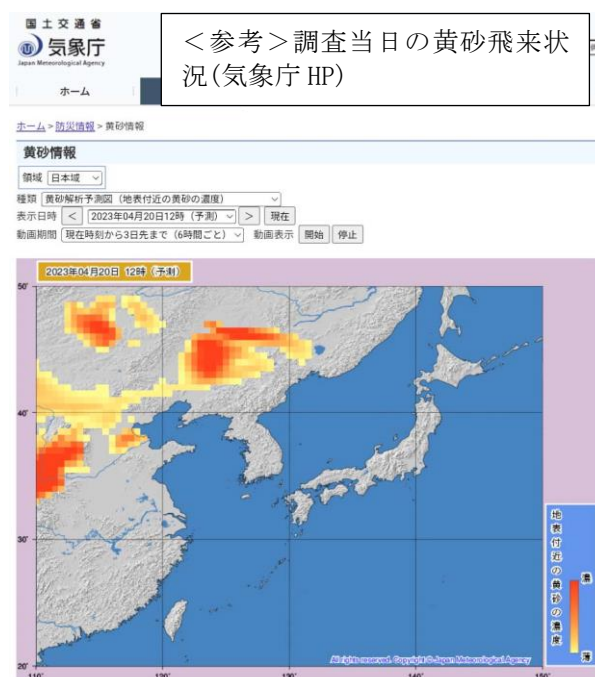 国土交通省
気象庁
Japan Meteorological Agency
＜参考＞調査当日の黄砂飛来状
況(気象庁 HP)
ホーム
ホーム > 防災情報 > 黄砂情報
黄砂情報
領域 日本域
種類 黄砂解析予測図（地表付近の黄砂の濃度）
表示日時 < 2023年04月20日12時（予測） > 現在
動画期間 現在時刻から3日先まで（6時間ごと） 動画表示 開始 停止
2023年04月20日 12時（予測）
50°
40°
30°
20°
110°
120°
130°
140°
150°
地表付近の黄砂の濃度
濃
薄
All rights reserved. Copyright © Japan Meteorological Agency